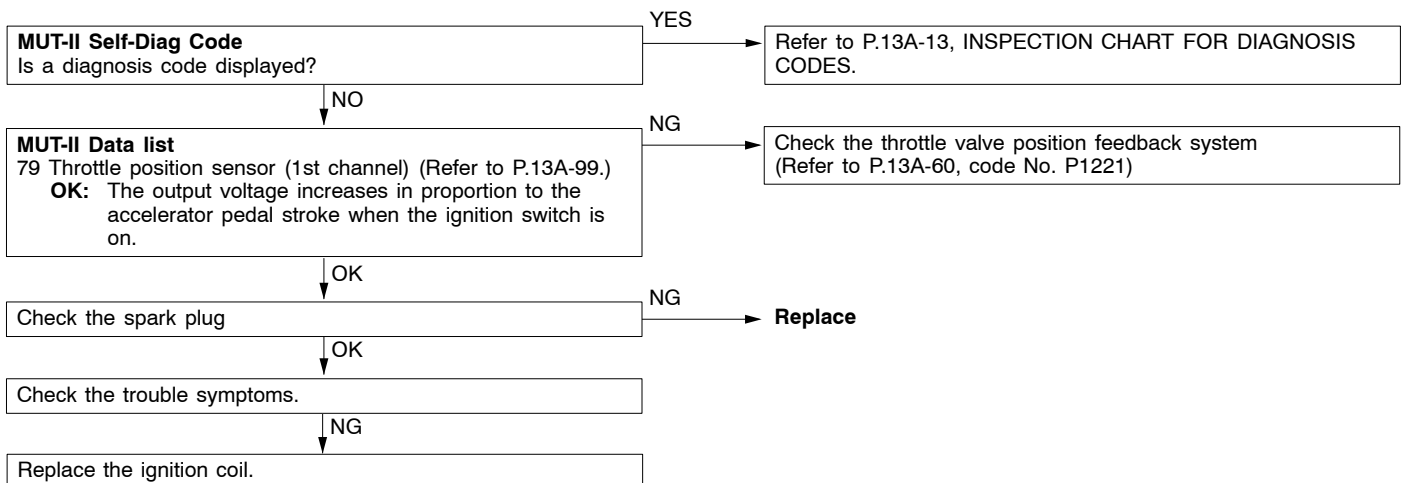 YES
MUT-II Self-Diag Code
Is a diagnosis code displayed?
Refer to P.13A-13, INSPECTION CHART FOR DIAGNOSIS
CODES.
NO
NG
MUT-II Data list
79 Throttle position sensor (1st channel) (Refer to P.13A-99.)
OK: The output voltage increases in proportion to the
accelerator pedal stroke when the ignition switch is
on.
Check the throttle valve position feedback system
(Refer to P.13A-60, code No. P1221)
OK
NG
Check the spark plug
Replace
OK
Check the trouble symptoms.
NG
Replace the ignition coil.